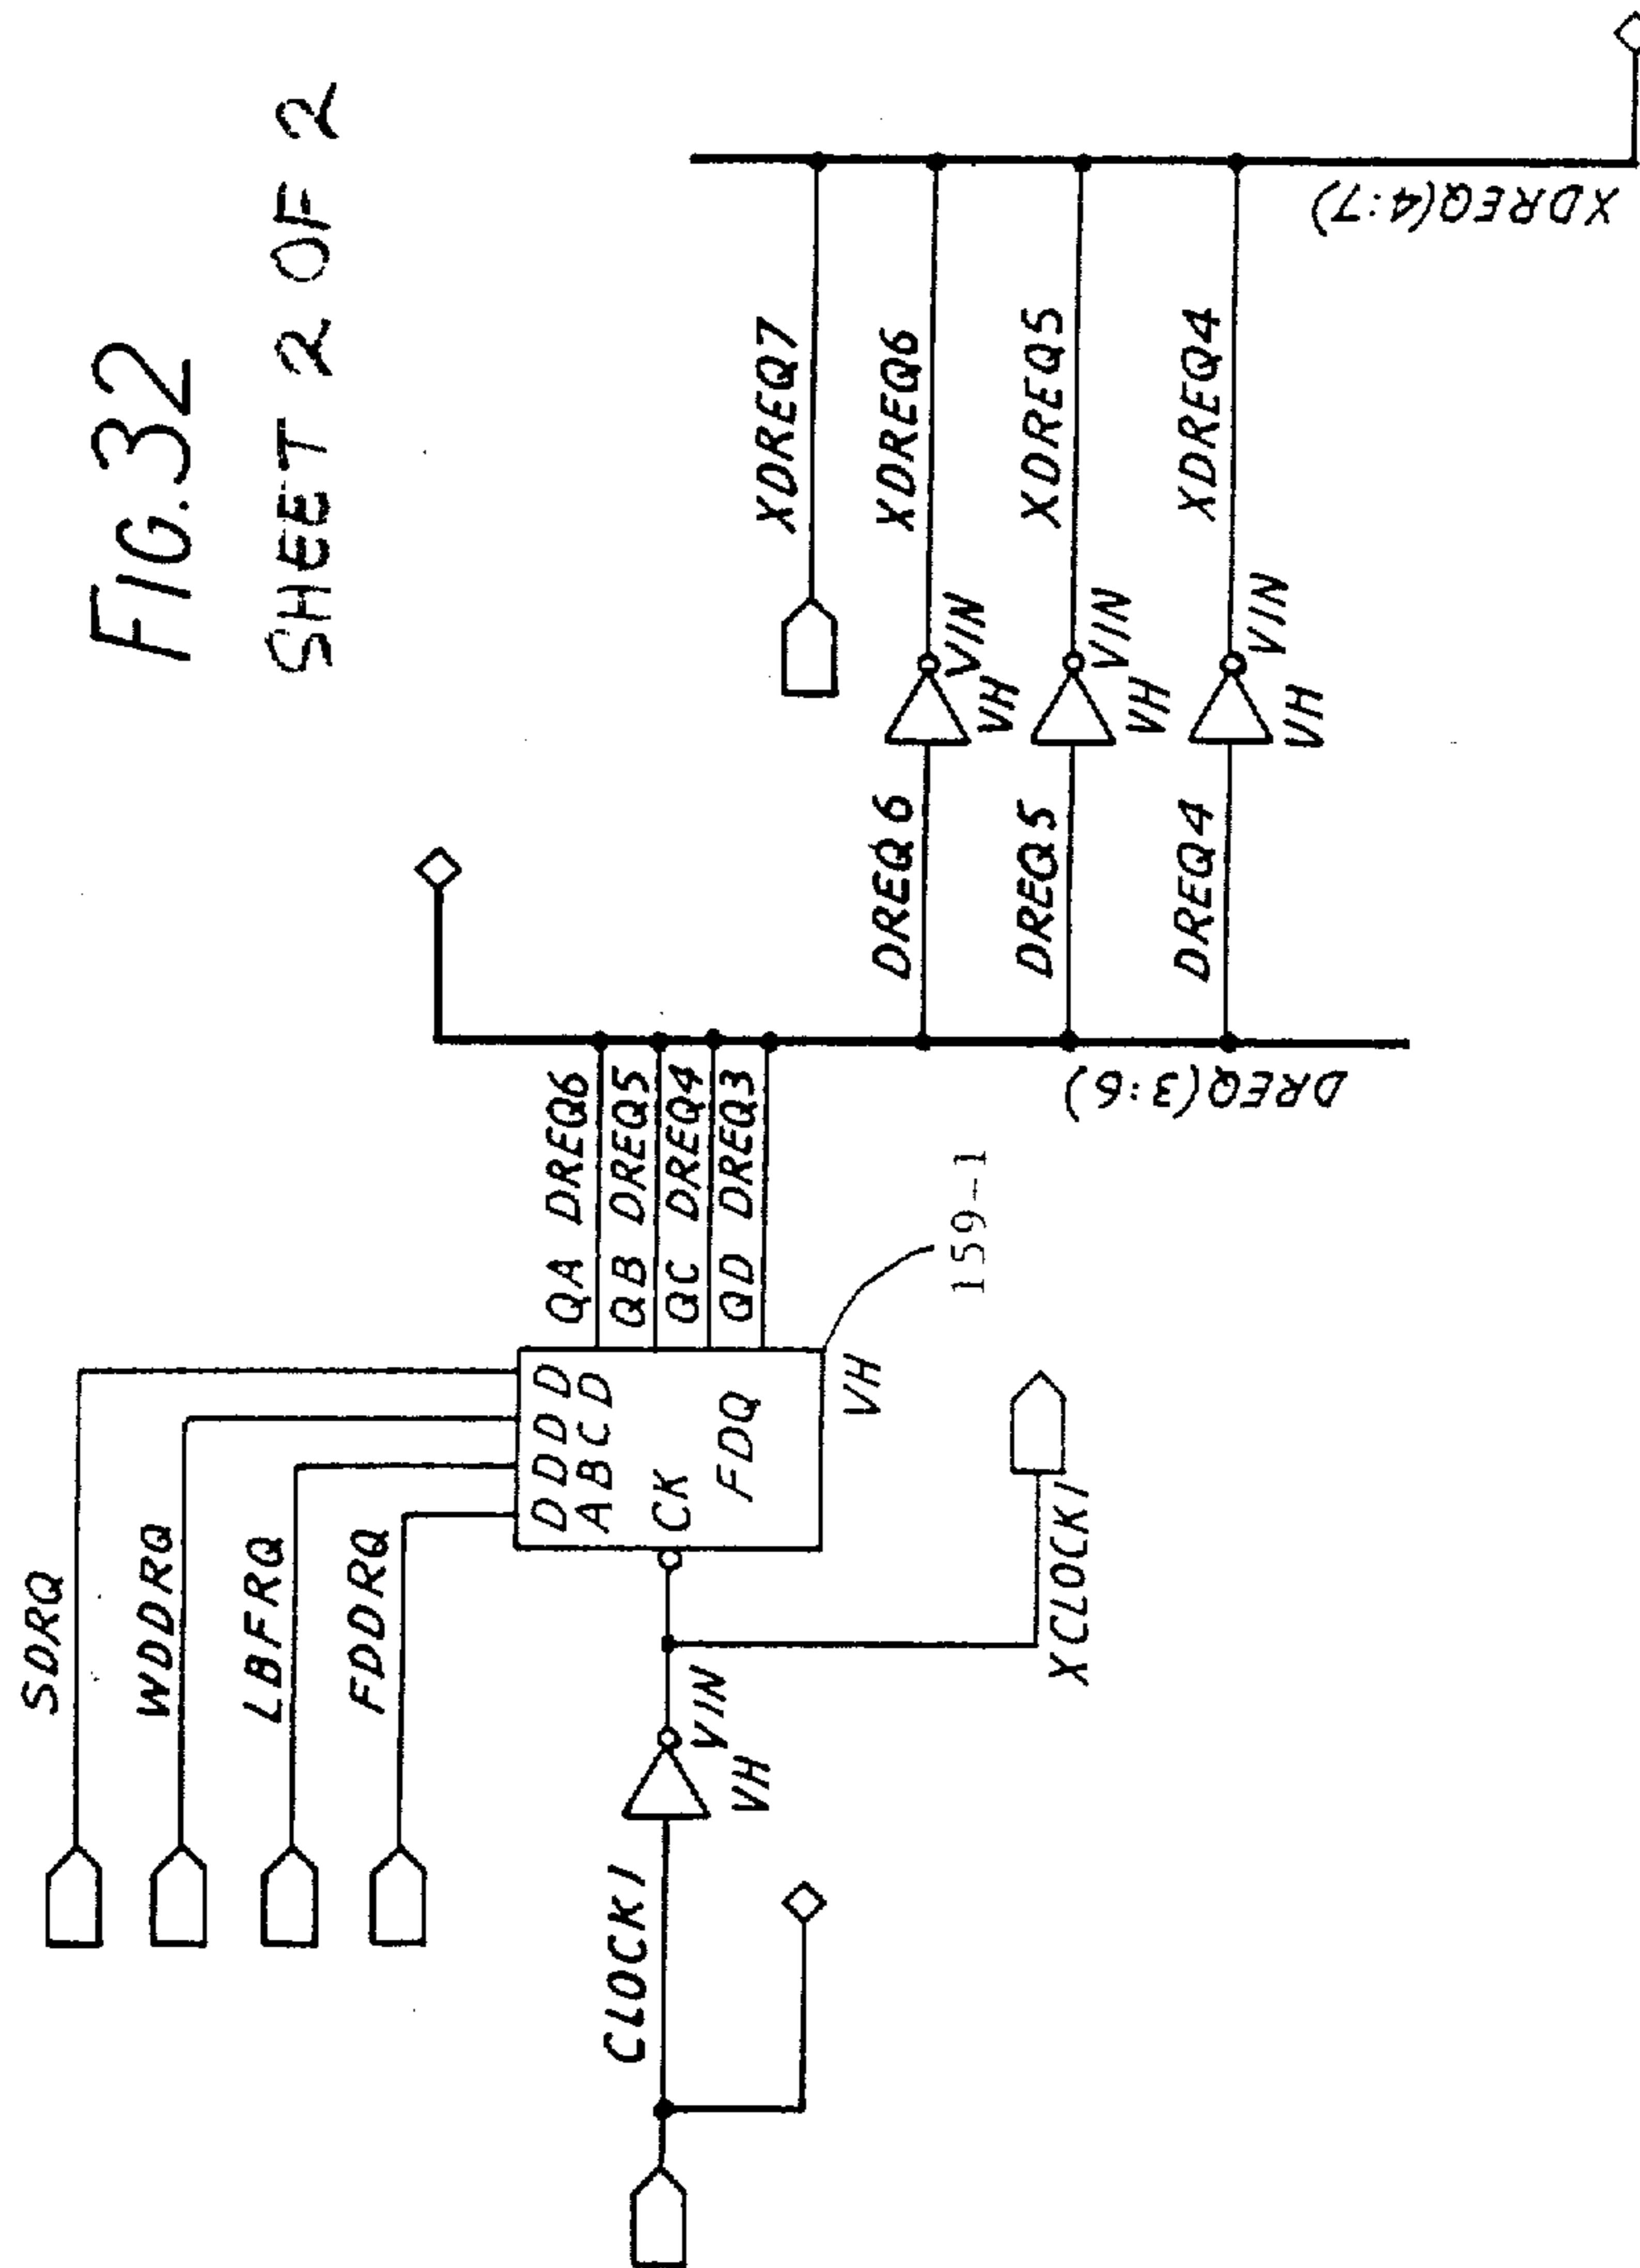 FIG. 32
SHEET 2 OF 2
SDRQ
WDDRQ
LBFRQ
FDDRQ
CLOCK1
VIN
VH
XCLOCK1
D D D D
A B C D
CK
FDQ
VH
159-1
QA DREQ6
QB DREQ5
QC DREQ4
QD DREQ3
DREQ(3:6)
DREQ6
VIN
VH
XDREQ6
DREQ5
VIN
VH
XDREQ5
DREQ4
VIN
VH
XDREQ4
XDREQ7
XDREQ(4:7)